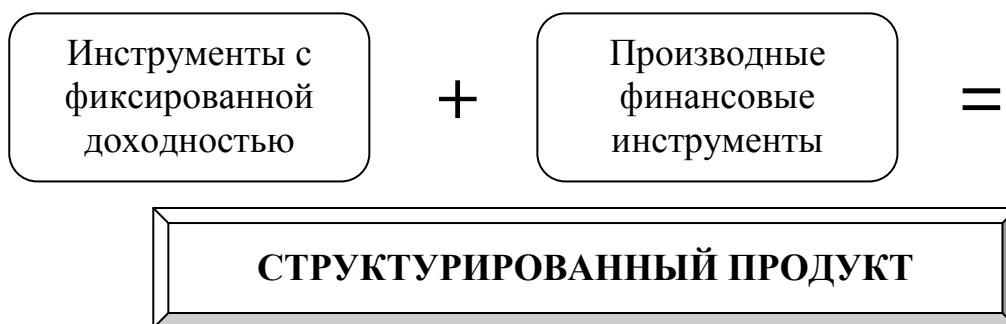 Инструменты с
фиксированной
доходностью
+
Производные
финансовые
инструменты
=
СТРУКТУРИРОВАННЫЙ ПРОДУКТ